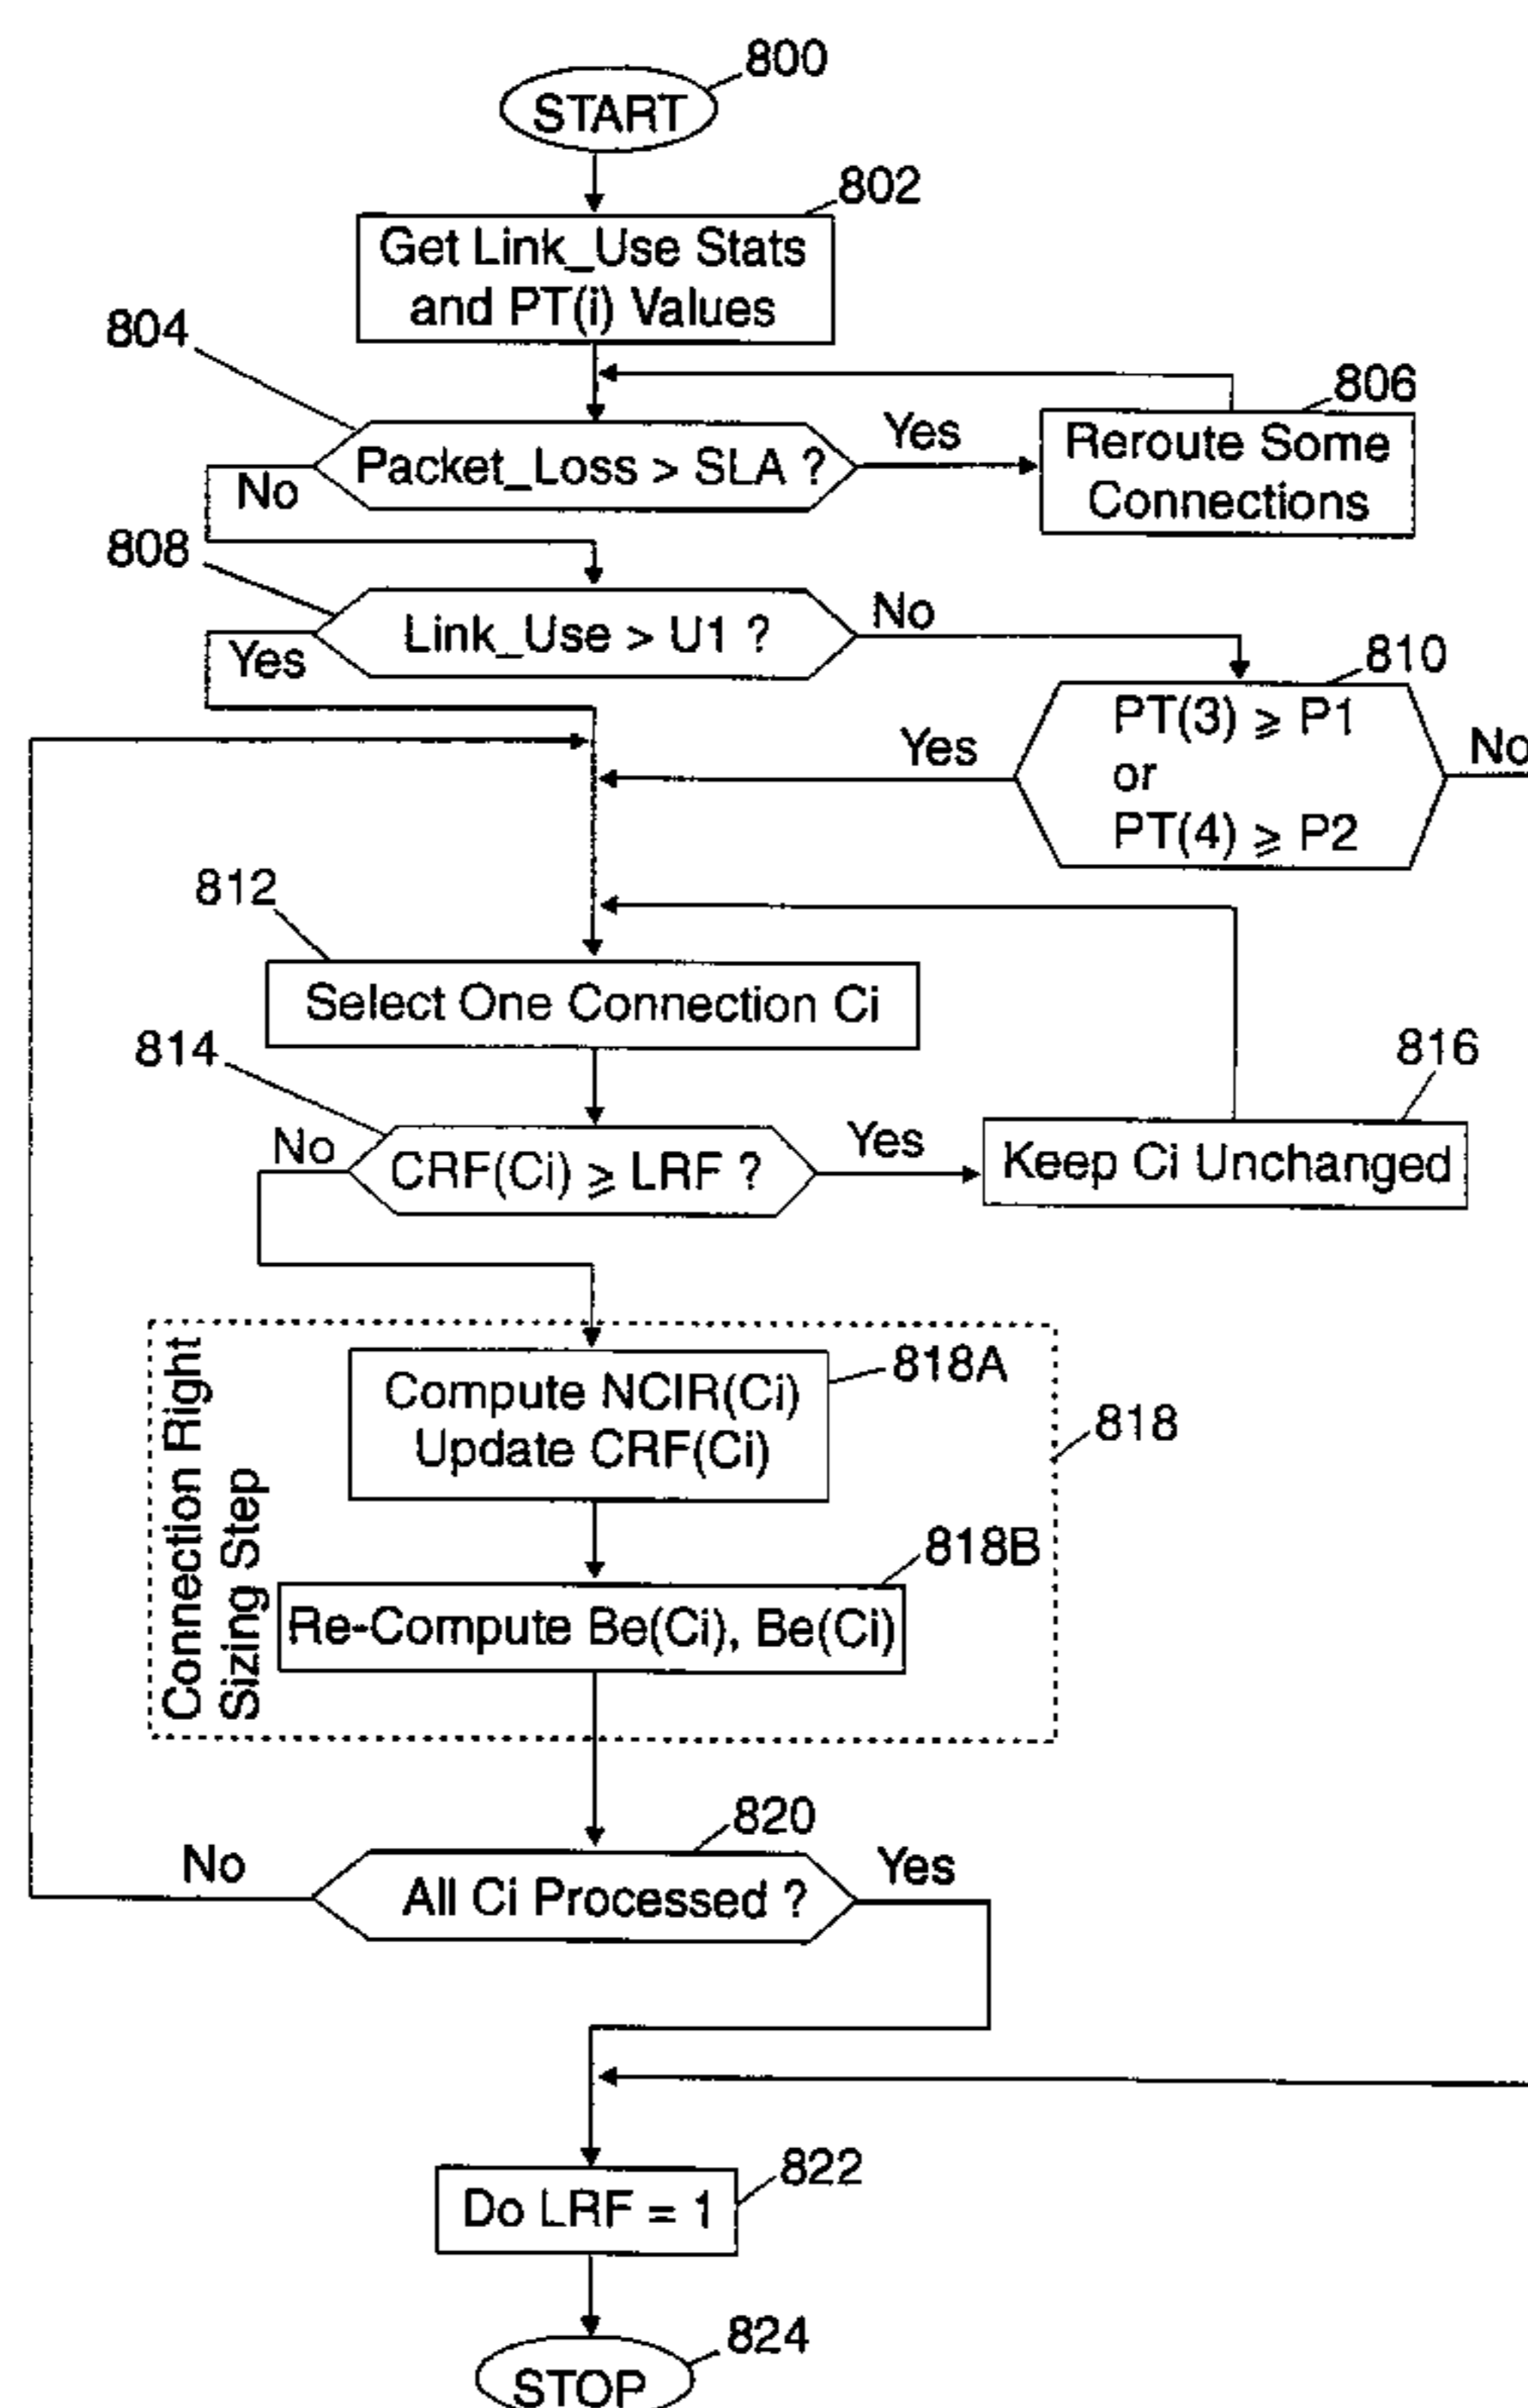 800
START
802
Get Link_Use Stats
and PT(i) Values
804
806
Packet_Loss > SLA ?
Yes
Reroute Some
Connections
No
808
Link_Use > U1 ?
No
Yes
810
PT(3) ⩾ P1
or
PT(4) ⩾ P2
Yes
No
812
Select One Connection Ci
814
816
No
CRF(Ci) ⩾ LRF ?
Yes
Keep Ci Unchanged
Connection Right
Sizing Step
818A
Compute NCIR(Ci)
Update CRF(Ci)
818
818B
Re-Compute Be(Ci), Be(Ci)
820
No
All Ci Processed ?
Yes
822
Do LRF = 1
824
STOP